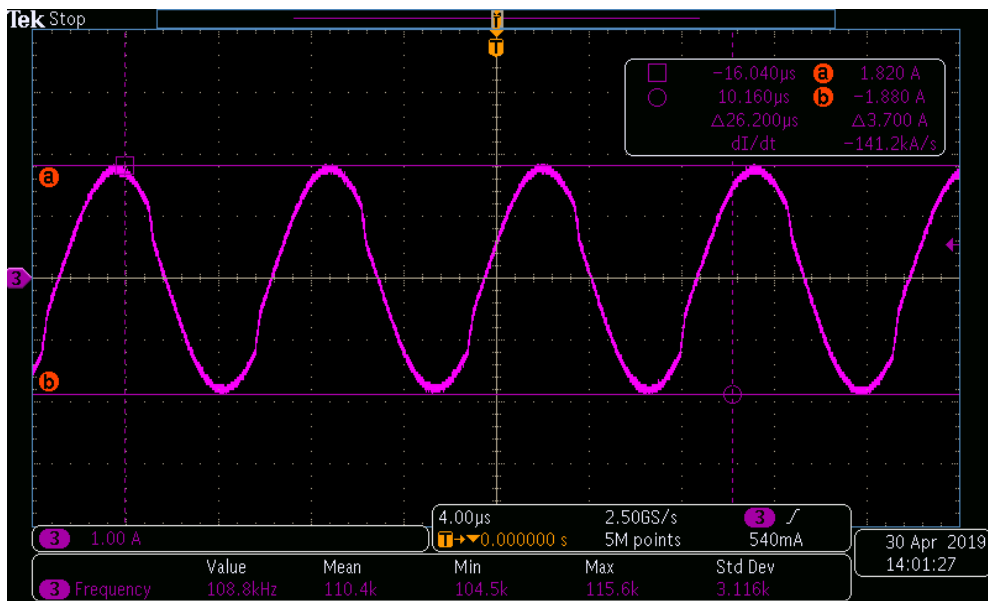 Tek Stop
T
T
−16.040µs a 1.820 A
10.160µs b −1.880 A
△26.200µs △3.700 A
dI/dt −141.2kA/s
a
3
b
4.00µs 2.50GS/s 3
T→▼0.000000 s 5M points 540mA
3 1.00 A
30 Apr 2019
14:01:27
Value Mean Min Max Std Dev
3 Frequency 108.8kHz 110.4k 104.5k 115.6k 3.116k